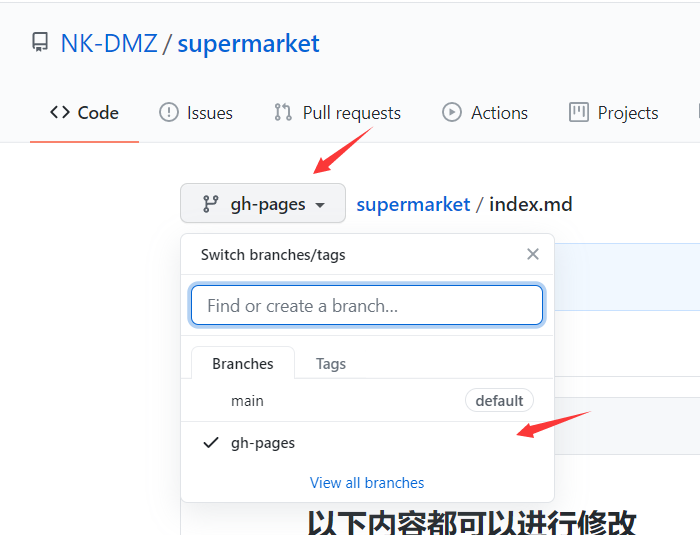 NK-DMZ / supermarket
Code Issues Pull requests Actions Projects
gh-pages supermarket / index.md
Switch branches/tags
Find or create a branch...
Branches Tags
main default
gh-pages
View all branches
以下内容都可以进行修改